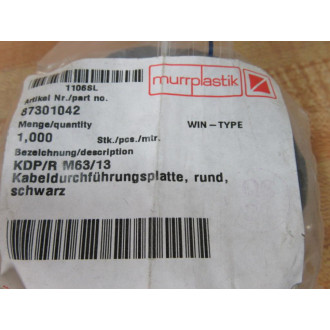 11065L
murrplastik
Artikel Nr./part no.
87301042
Menge/quantity
WIN-TYPE
1,000 Stk./pcs./mtr.
Bezeichnung/description
KDP/R M63/13
Kabeldurchführungsplatte, rund,
schwarz